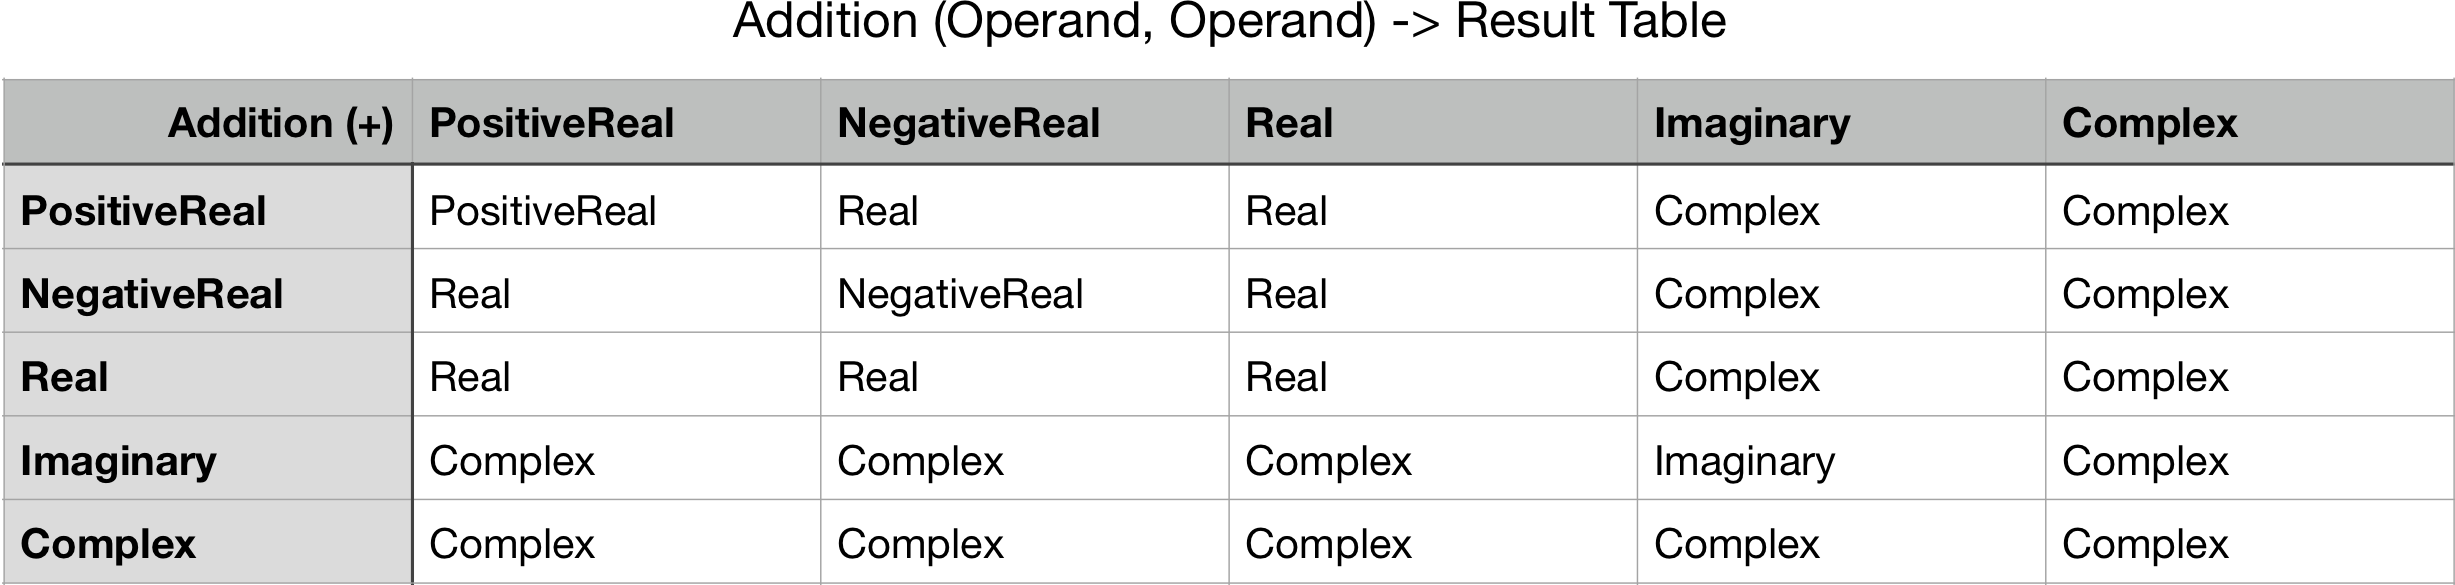 Addition (Operand, Operand) -> Result Table
Addition (+) PositiveReal NegativeReal Real Imaginary Complex
PositiveReal PositiveReal Real Real Complex Complex
NegativeReal Real NegativeReal Real Complex Complex
Real Real Real Real Complex Complex
Imaginary Complex Complex Complex Imaginary Complex
Complex Complex Complex Complex Complex Complex